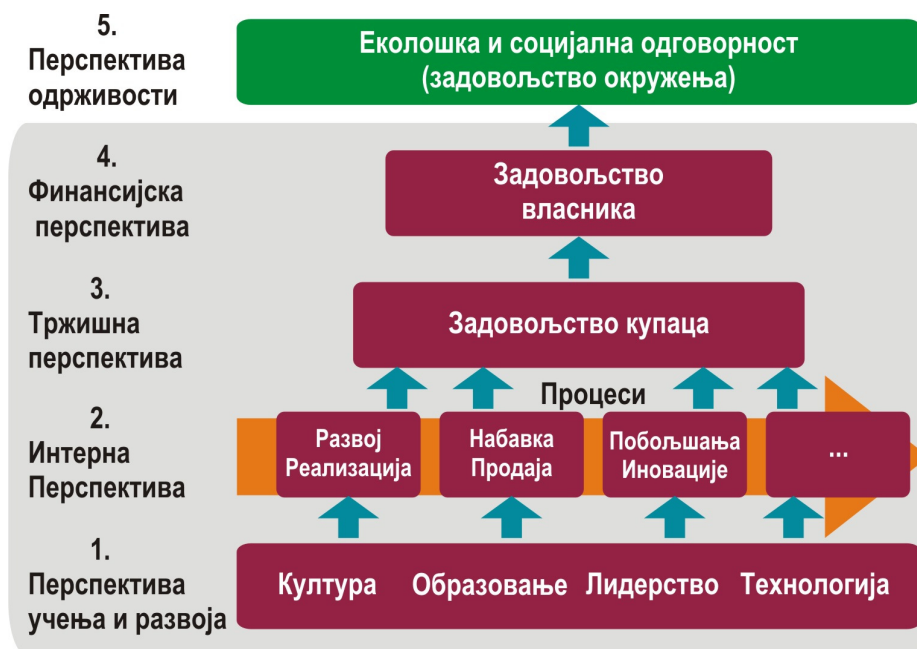 5.
Перспектива
одрживости
Еколошка и социјална одговорност
(задовољство окружења)
4.
Финансијска
перспектива
Задовољство
власника
3.
Тржишна
перспектива
Задовољство купаца
Процеси
2.
Интерна
Перспектива
Развој
Реализација
Набавка
Продаја
Побољшања
Иновације
...
1.
Перспектива
учења и развоја
Култура
Образовање
Лидерство
Технологија